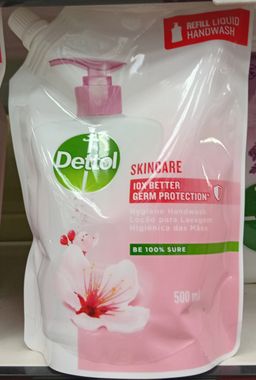 REFILL LIQUID
HANDWASH
Dettol
SKINCARE
10X BETTER
GERM PROTECTION*
Hygiene Handwash
Loção para Lavagem
Higiénica das Mãos
BE 100% SURE
500 ml